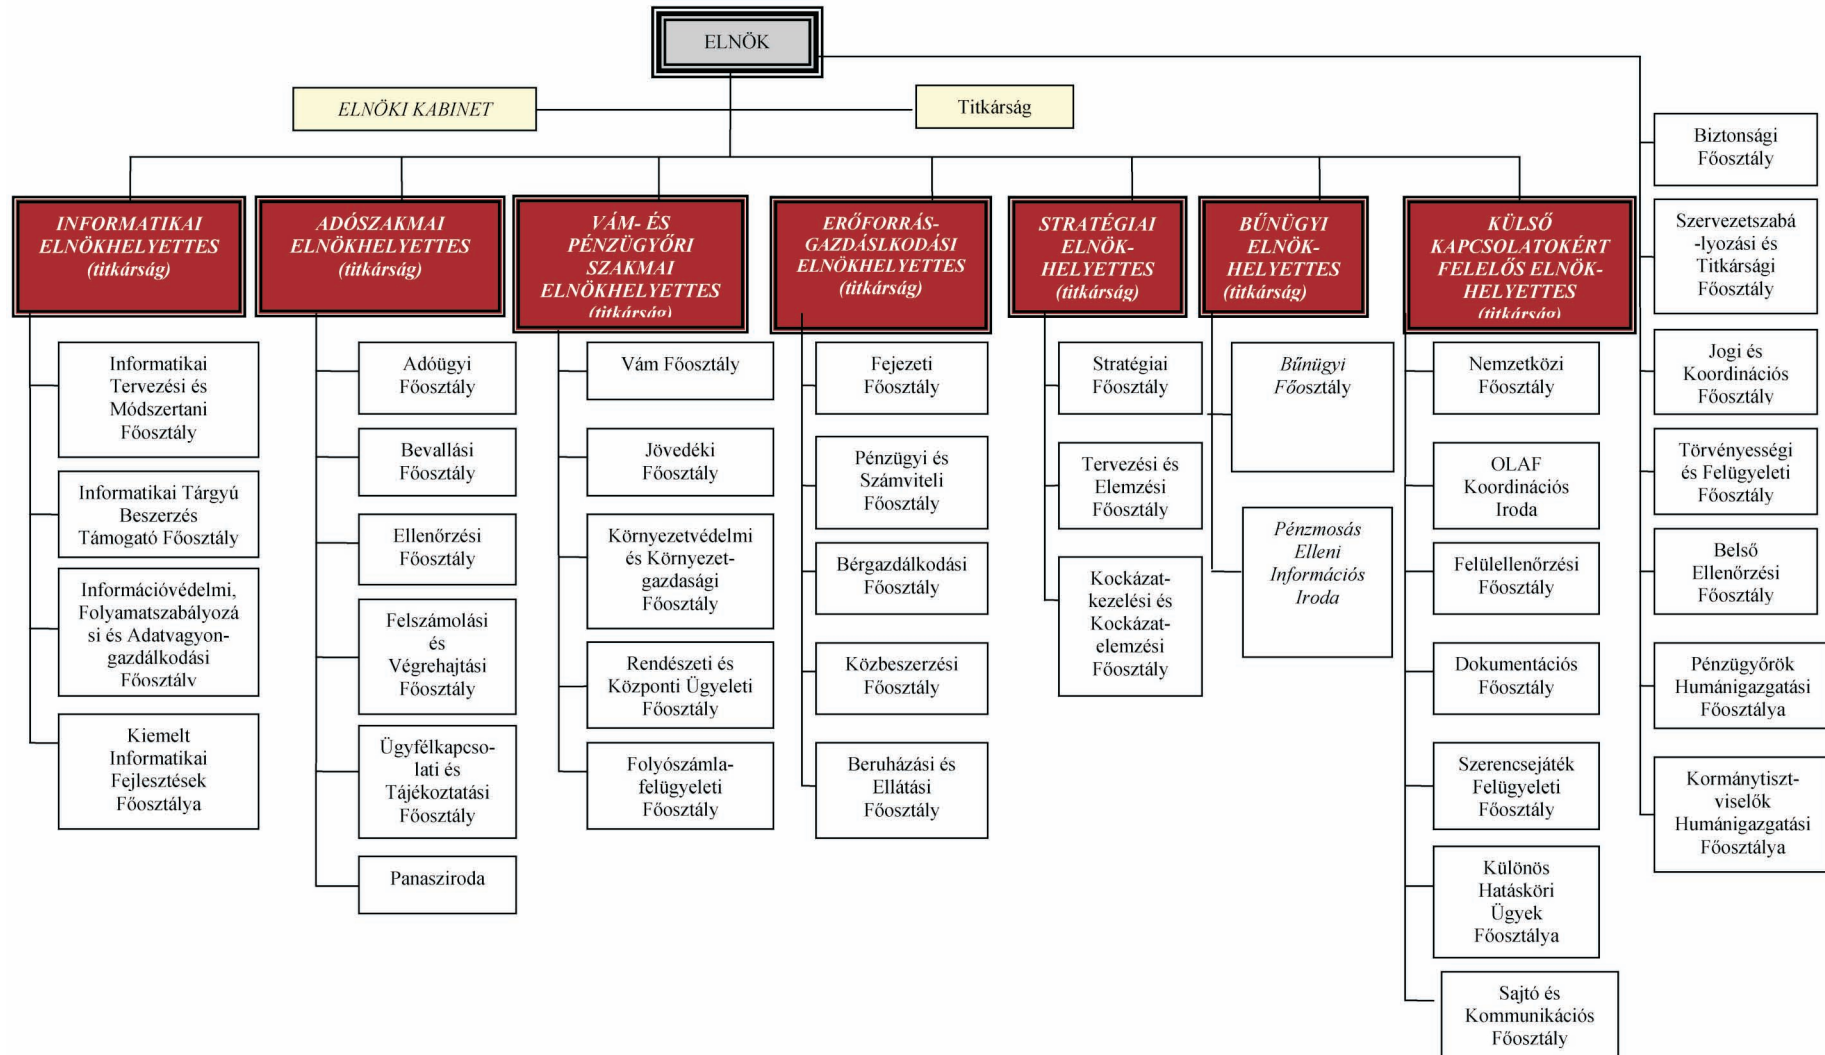 ELNÖK
ELNÖKI KABINET
Titkárság
INFORMATIKAI
ELNÖKHELYETTES
(titkárság)
Informatikai
Tervezési és
Módszertani
Főosztály
Informatikai Tárgyú
Beszerzés
Támogató Főosztály
Információvédelmi,
Folyamatszabályozá
si és Adatvagyon-
gazdálkodási
Főosztály
Kiemelt
Informatikai
Fejlesztések
Főosztálya
ADÓSZAKMAI
ELNÖKHELYETTES
(titkárság)
Adóügyi
Főosztály
Bevallási
Főosztály
Ellenőrzési
Főosztály
Felszámolási
és
Végrehajtási
Főosztály
Ügyfélkapcso-
lati és
Tájékoztatási
Főosztály
Panasziroda
VÁM- ÉS
PÉNZÜGYŐRI
SZAKMAI
ELNÖKHELYETTES
(titkárság)
Vám Főosztály
Jövedéki
Főosztály
Környezetvédelmi
és Környezet-
gazdasági
Főosztály
Rendészeti és
Központi Ügyeleti
Főosztály
Folyószámla-
felügyeleti
Főosztály
ERŐFORRÁS-
GAZDÁSLKODÁSI
ELNÖKHELYETTES
(titkárság)
Fejezeti
Főosztály
Pénzügyi és
Számviteli
Főosztály
Bérgazdálkodási
Főosztály
Közbeszerzési
Főosztály
Beruházási és
Ellátási
Főosztály
STRATÉGIAI
ELNÖK-
HELYETTES
(titkárság)
Stratégiai
Főosztály
Tervezési és
Elemzési
Főosztály
Kockázat-
kezelési és
Kockázat-
elemzési
Főosztály
BŰNÜGYI
ELNÖK-
HELYETTES
(titkárság)
Bűnügyi
Főosztály
Pénzmosás
Elleni
Információs
Iroda
KÜLSŐ
KAPCSOLATOKÉRT
FELELŐS ELNÖK-
HELYETTES
(titkárság)
Nemzetközi
Főosztály
OLAF
Koordinációs
Iroda
Felülellenőrzési
Főosztály
Dokumentációs
Főosztály
Szerencsejáték
Felügyeleti
Főosztály
Különös
Hatásköri
Ügyek
Főosztálya
Sajtó és
Kommunikációs
Főosztály
Biztonsági
Főosztály
Szervezetszabá
-lyozási és
Titkársági
Főosztály
Jogi és
Koordinációs
Főosztály
Törvényességi
és Felügyeleti
Főosztály
Belső
Ellenőrzési
Főosztály
Pénzügyőrök
Humánigazgatási
Főosztálya
Kormánytiszt-
viselők
Humánigazgatási
Főosztálya